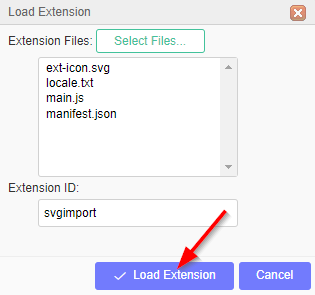 Load Extension
Extension Files: Select Files...
ext-icon.svg
locale.txt
main.js
manifest.json
Extension ID:
svgimport
Load Extension Cancel